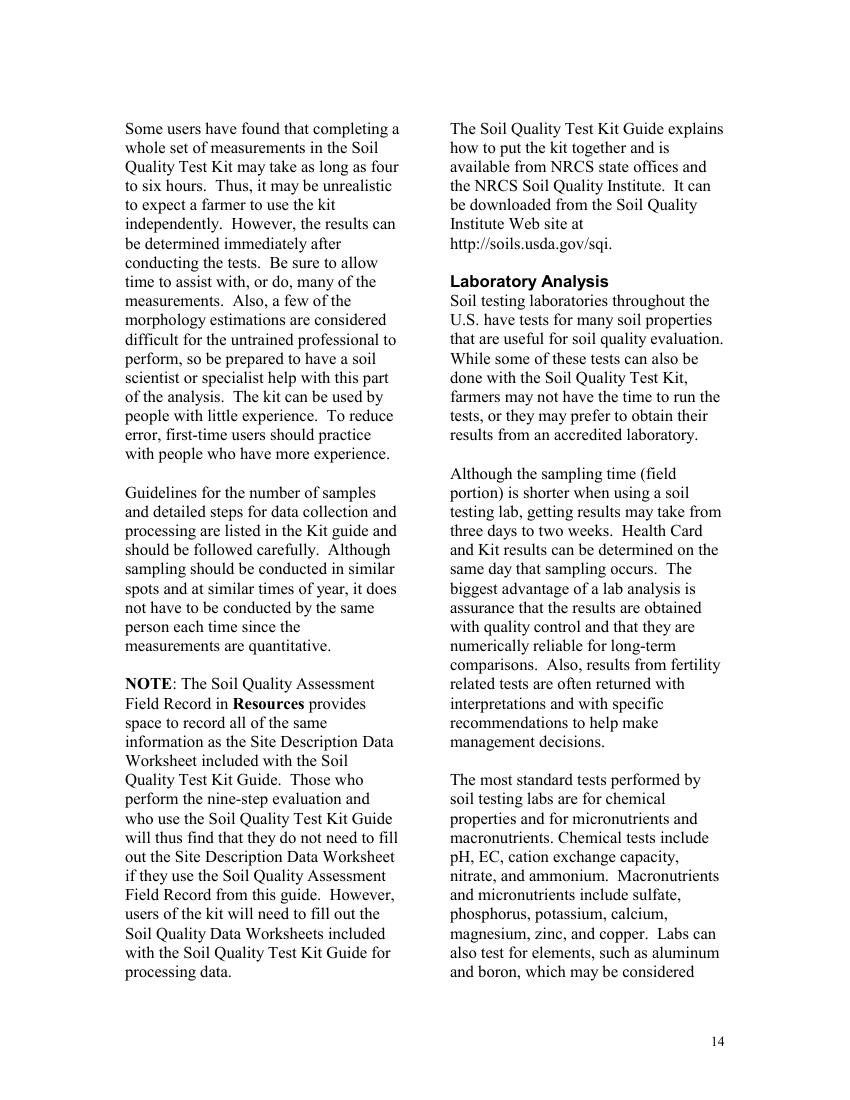 Some users have found that completing a
whole set of measurements in the Soil
Quality Test Kit may take as long as four
to six hours.  Thus, it may be unrealistic
to expect a farmer to use the kit
independently.  However, the results can
be determined immediately after
conducting the tests.  Be sure to allow
time to assist with, or do, many of the
measurements.  Also, a few of the
morphology estimations are considered
difficult for the untrained professional to
perform, so be prepared to have a soil
scientist or specialist help with this part
of the analysis.  The kit can be used by
people with little experience.  To reduce
error, first-time users should practice
with people who have more experience.
Guidelines for the number of samples
and detailed steps for data collection and
processing are listed in the Kit guide and
should be followed carefully.  Although
sampling should be conducted in similar
spots and at similar times of year, it does
not have to be conducted by the same
person each time since the
measurements are quantitative.
NOTE: The Soil Quality Assessment
Field Record in Resources provides
space to record all of the same
information as the Site Description Data
Worksheet included with the Soil
Quality Test Kit Guide.  Those who
perform the nine-step evaluation and
who use the Soil Quality Test Kit Guide
will thus find that they do not need to fill
out the Site Description Data Worksheet
if they use the Soil Quality Assessment
Field Record from this guide.  However,
users of the kit will need to fill out the
Soil Quality Data Worksheets included
with the Soil Quality Test Kit Guide for
processing data.
The Soil Quality Test Kit Guide explains
how to put the kit together and is
available from NRCS state offices and
the NRCS Soil Quality Institute.  It can
be downloaded from the Soil Quality
Institute Web site at
http://soils.usda.gov/sqi.
Laboratory Analysis
Soil testing laboratories throughout the
U.S. have tests for many soil properties
that are useful for soil quality evaluation.
While some of these tests can also be
done with the Soil Quality Test Kit,
farmers may not have the time to run the
tests, or they may prefer to obtain their
results from an accredited laboratory.
Although the sampling time (field
portion) is shorter when using a soil
testing lab, getting results may take from
three days to two weeks.  Health Card
and Kit results can be determined on the
same day that sampling occurs.  The
biggest advantage of a lab analysis is
assurance that the results are obtained
with quality control and that they are
numerically reliable for long-term
comparisons.  Also, results from fertility
related tests are often returned with
interpretations and with specific
recommendations to help make
management decisions.
The most standard tests performed by
soil testing labs are for chemical
properties and for micronutrients and
macronutrients. Chemical tests include
pH, EC, cation exchange capacity,
nitrate, and ammonium.  Macronutrients
and micronutrients include sulfate,
phosphorus, potassium, calcium,
magnesium, zinc, and copper.  Labs can
also test for elements, such as aluminum
and boron, which may be considered
14